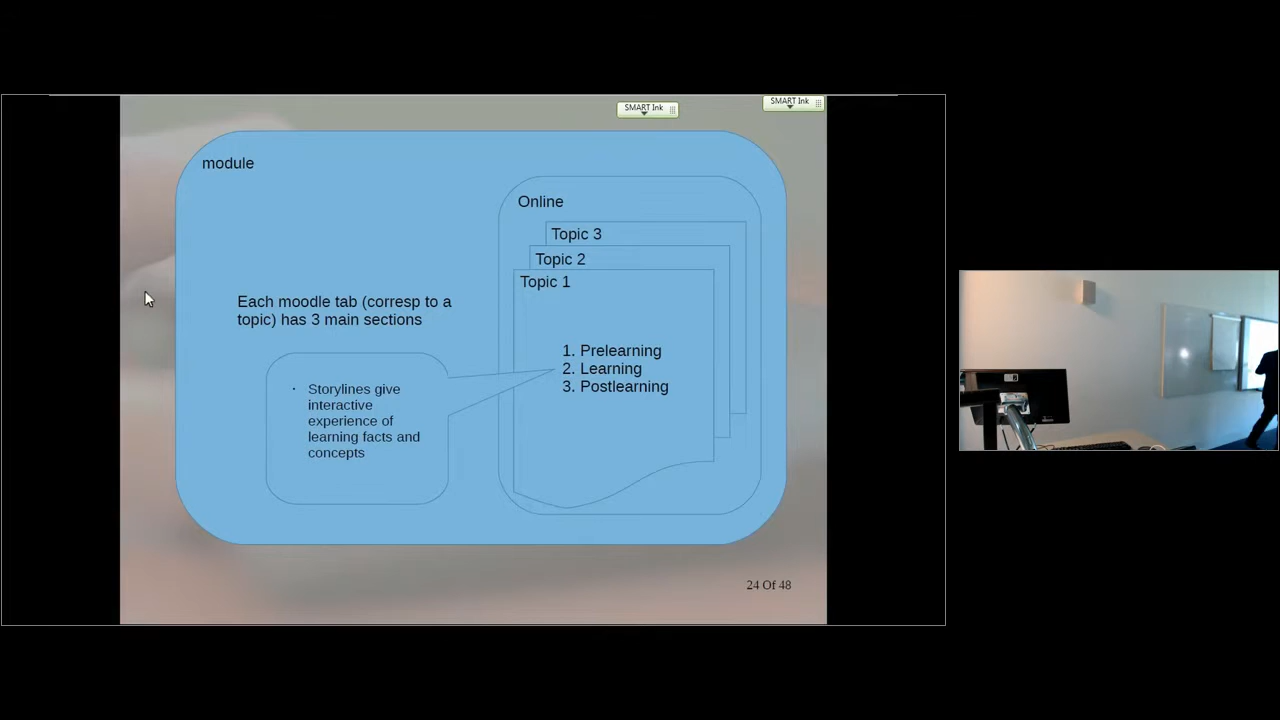 SMART Ink
SMART Ink
module
Online
Topic 3
Topic 2
Topic 1
Each moodle tab (corresp to a
topic) has 3 main sections
1. Prelearning
2. Learning
3. Postlearning
· Storylines give
interactive
experience of
learning facts and
concepts
24 Of 48